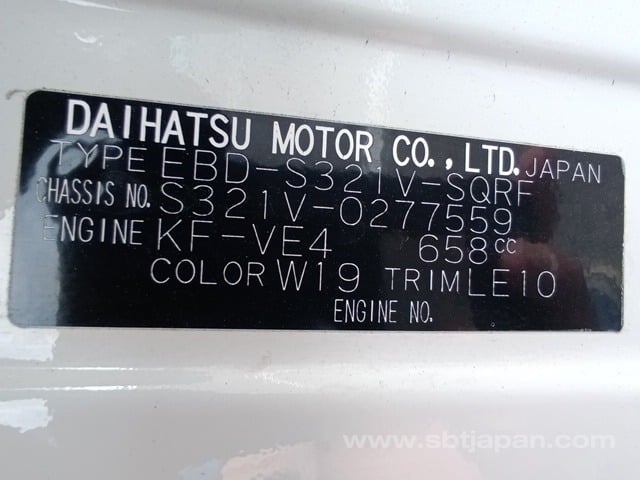 DAIHATSU MOTOR CO., LTD. JAPAN
TYPE EBD-S321V-SQRF
CHASSIS NO. S321V-0277559
ENGINE KF-VE4 658cc
COLOR W19 TRIM LE10
ENGINE NO.
www.sbtjapan.com